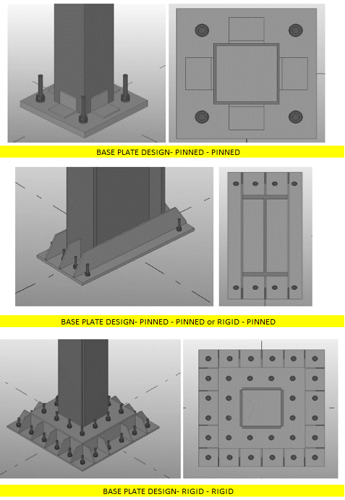 BASE PLATE DESIGN- PINNED - PINNED
BASE PLATE DESIGN- PINNED - PINNED or RIGID - PINNED
BASE PLATE DESIGN- RIGID - RIGID